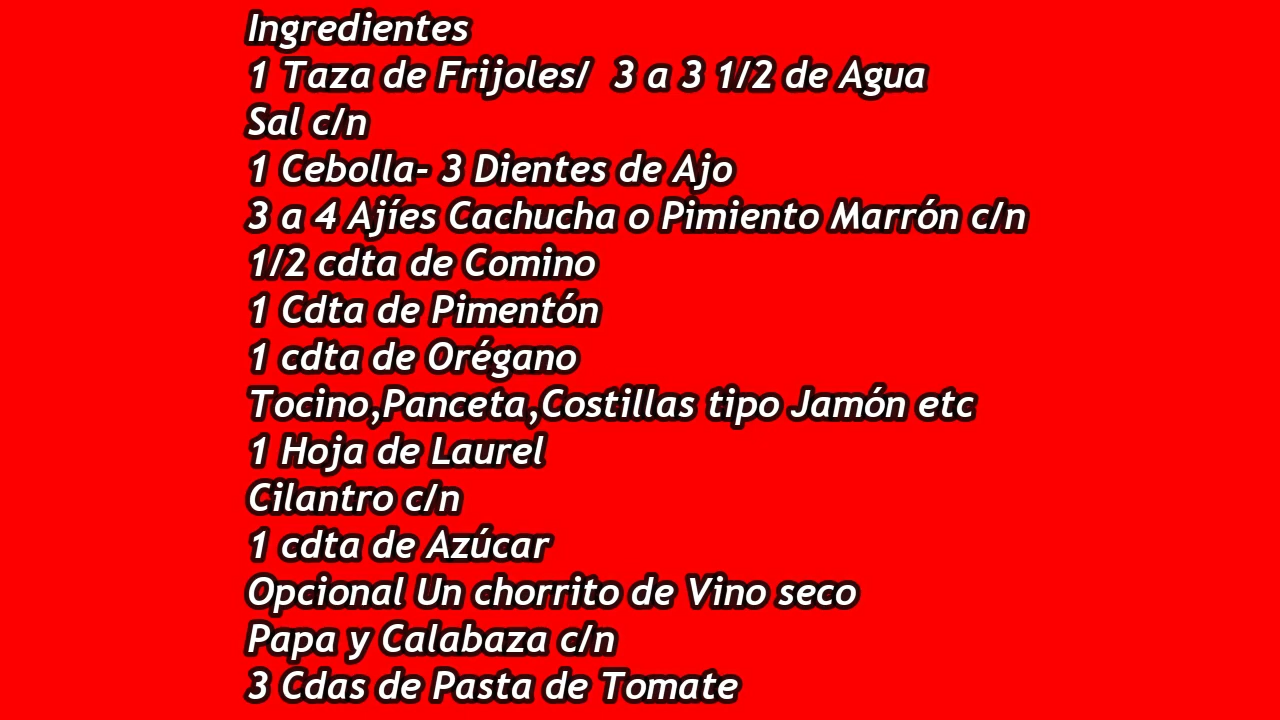 Ingredientes
1 Taza de Frijoles/  3 a 3 1/2 de Agua
Sal c/n
1 Cebolla- 3 Dientes de Ajo
3 a 4 Ajíes Cachucha o Pimiento Marrón c/n
1/2 cdta de Comino
1 Cdta de Pimentón
1 cdta de Orégano
Tocino,Panceta,Costillas tipo Jamón etc
1 Hoja de Laurel
Cilantro c/n
1 cdta de Azúcar
Opcional Un chorrito de Vino seco
Papa y Calabaza c/n
3 Cdas de Pasta de Tomate